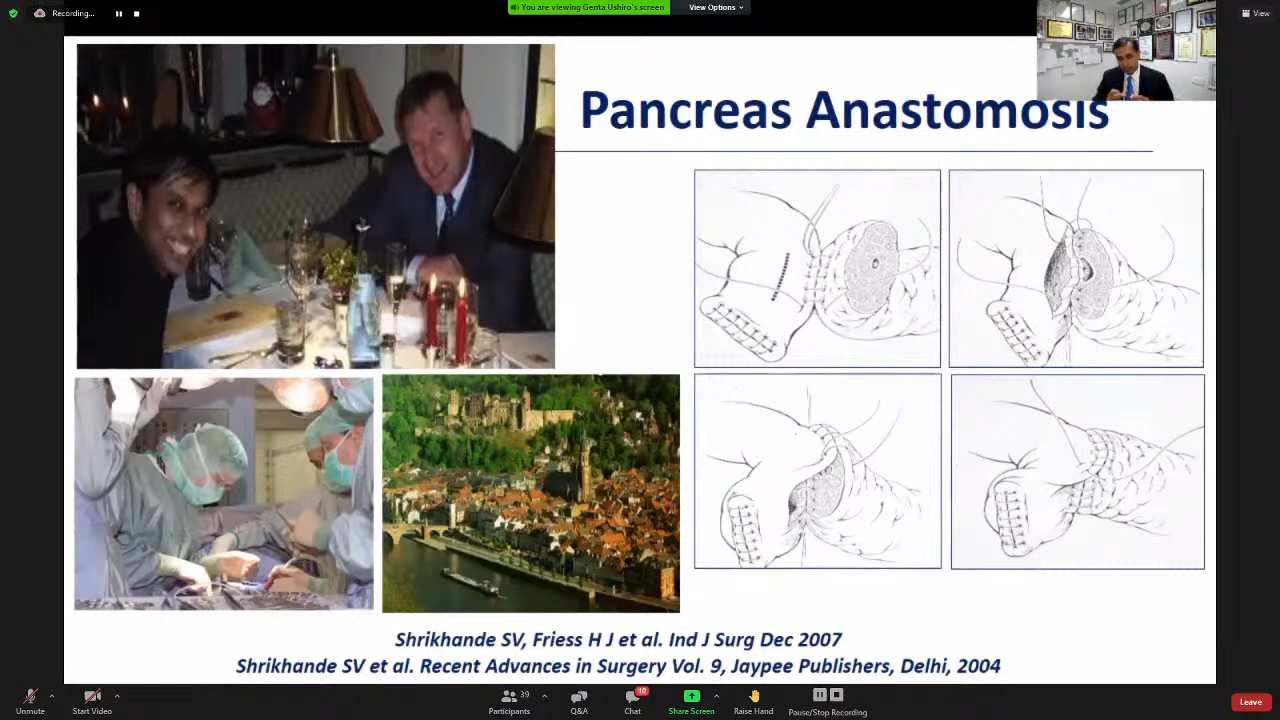 Recording...
You are viewing Genta Ushiro's screen
View Options
View
Pancreas Anastomosis
Shrikhande SV, Friess H J et al. Ind J Surg Dec 2007
Shrikhande SV et al. Recent Advances in Surgery Vol. 9, Jaypee Publishers, Delhi, 2004
Unmute
Start Video
39
Participants
Q&A
10
Chat
Share Screen
Raise Hand
Pause/Stop Recording
Leave